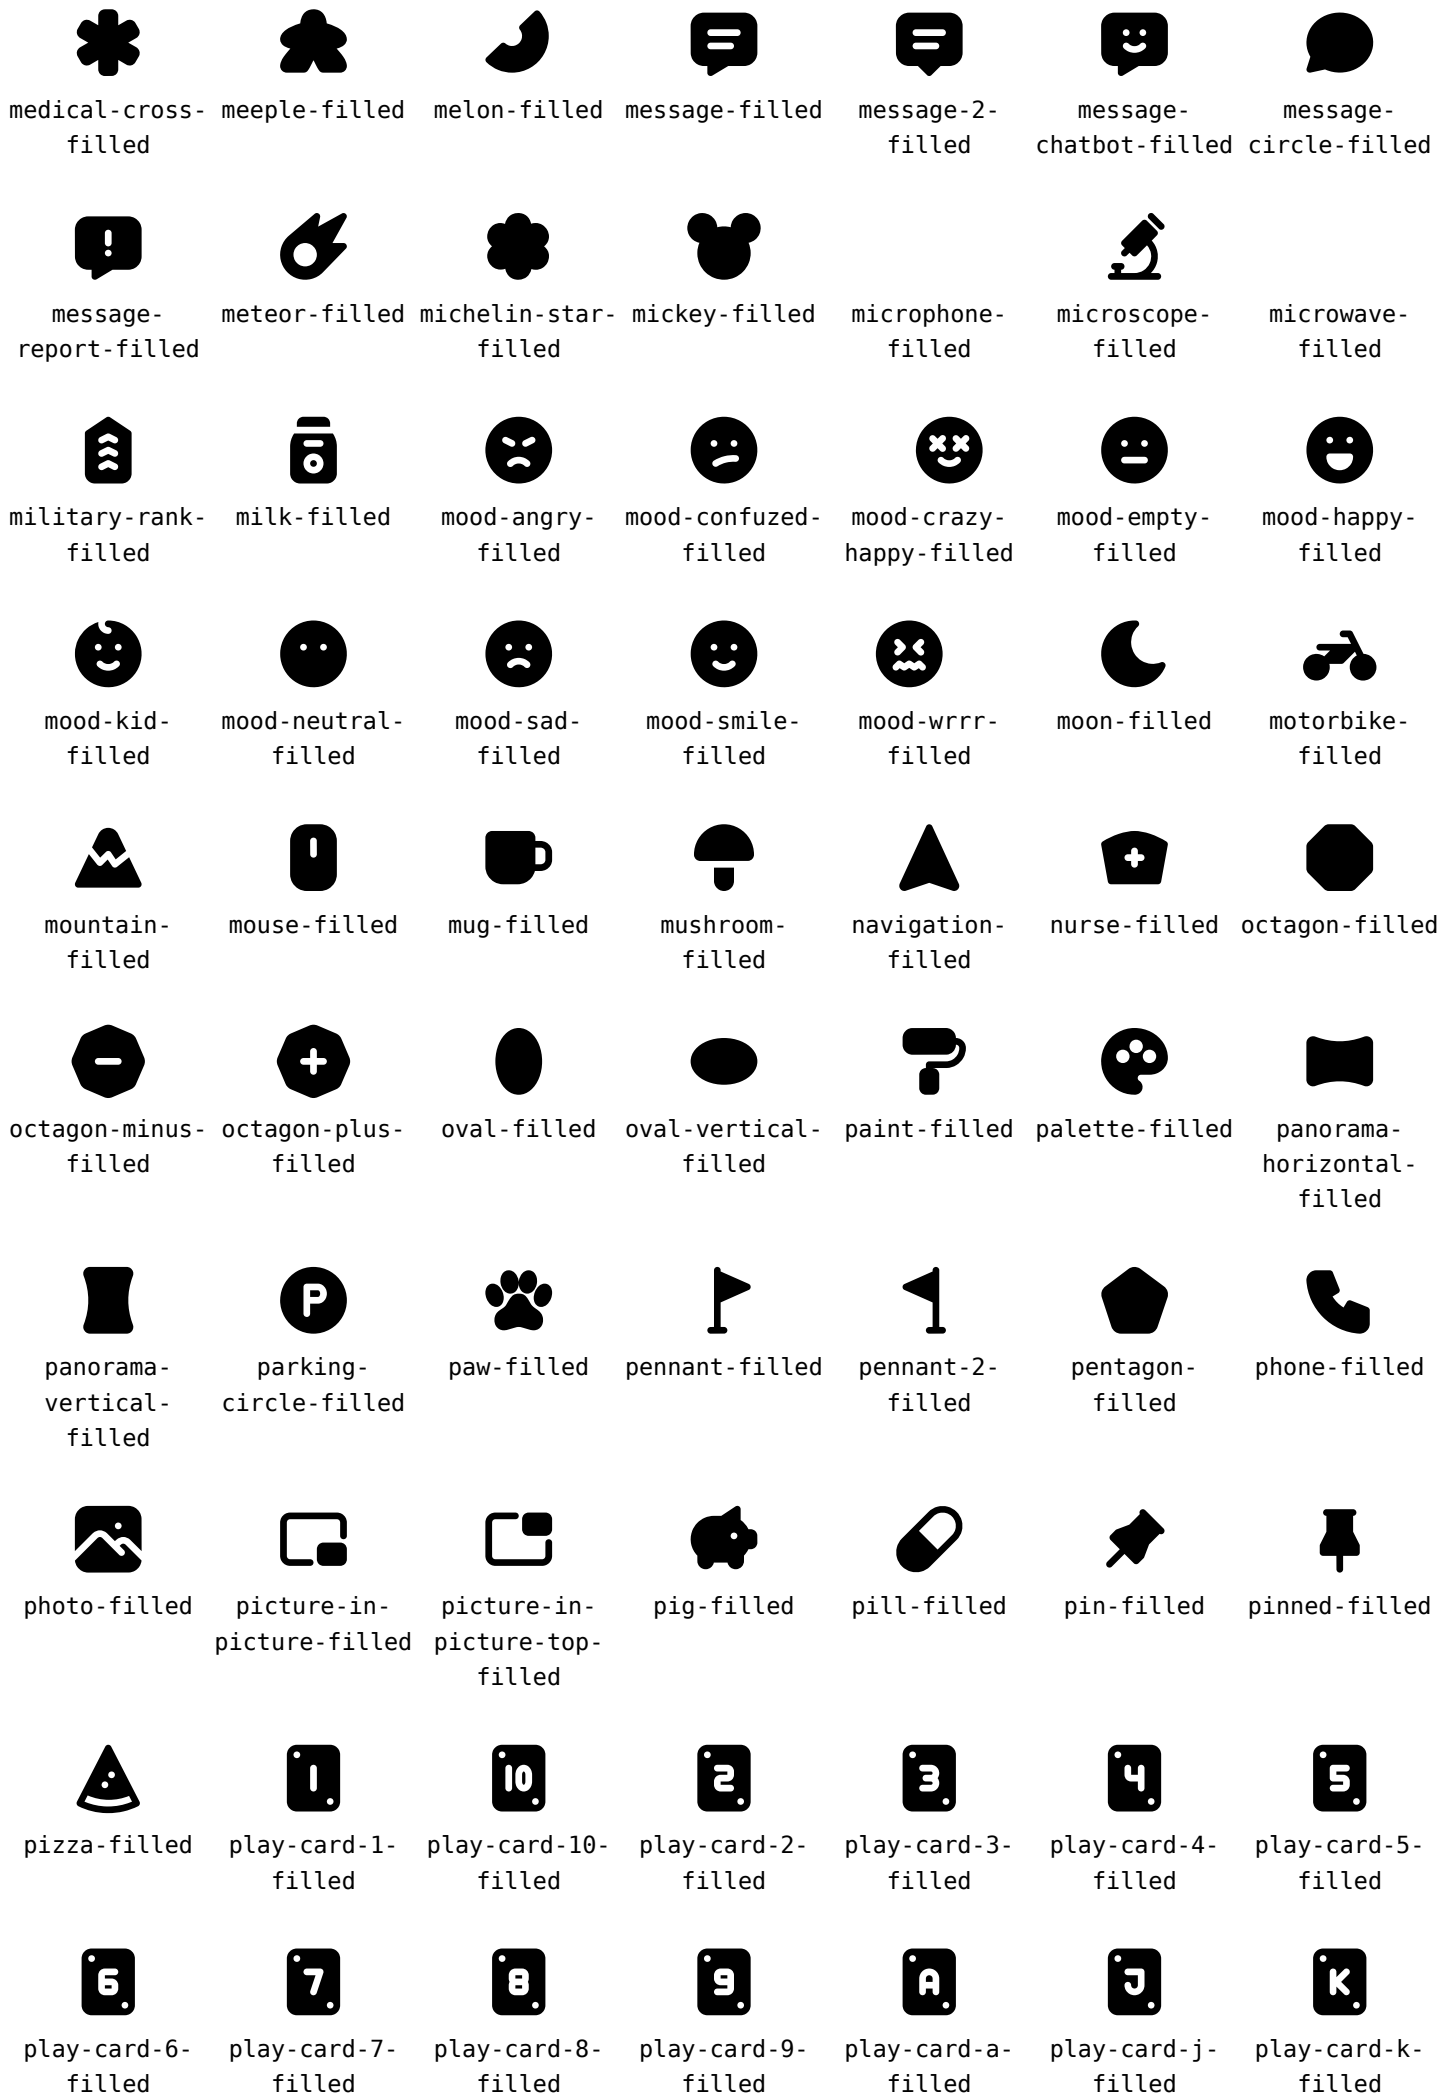 medical-cross- meeple-filled melon-filled message-filled message-2- message- message-
filled filled chatbot-filled circle-filled
!
message- meteor-filled michelin-star- mickey-filled microphone- microscope- microwave-
report-filled filled filled filled filled
military-rank- milk-filled mood-angry- mood-confuzed- mood-crazy- mood-empty- mood-happy-
filled filled filled happy-filled filled filled
mood-kid- mood-neutral- mood-sad- mood-smile- mood-wrrr- moon-filled motorbike-
filled filled filled filled filled filled
mountain- mouse-filled mug-filled mushroom- navigation- nurse-filled octagon-filled
filled filled filled
octagon-minus- octagon-plus- oval-filled oval-vertical- paint-filled palette-filled panorama-
filled filled filled horizontal-
filled
P
panorama- parking- paw-filled pennant-filled pennant-2- pentagon- phone-filled
vertical- circle-filled filled filled
filled
photo-filled picture-in- picture-in- pig-filled pill-filled pin-filled pinned-filled
picture-filled picture-top-
filled
1 10 2 3 4 5
pizza-filled play-card-1- play-card-10- play-card-2- play-card-3- play-card-4- play-card-5-
filled filled filled filled filled filled
6 7 8 9 A J K
play-card-6- play-card-7- play-card-8- play-card-9- play-card-a- play-card-j- play-card-k-
filled filled filled filled filled filled filled